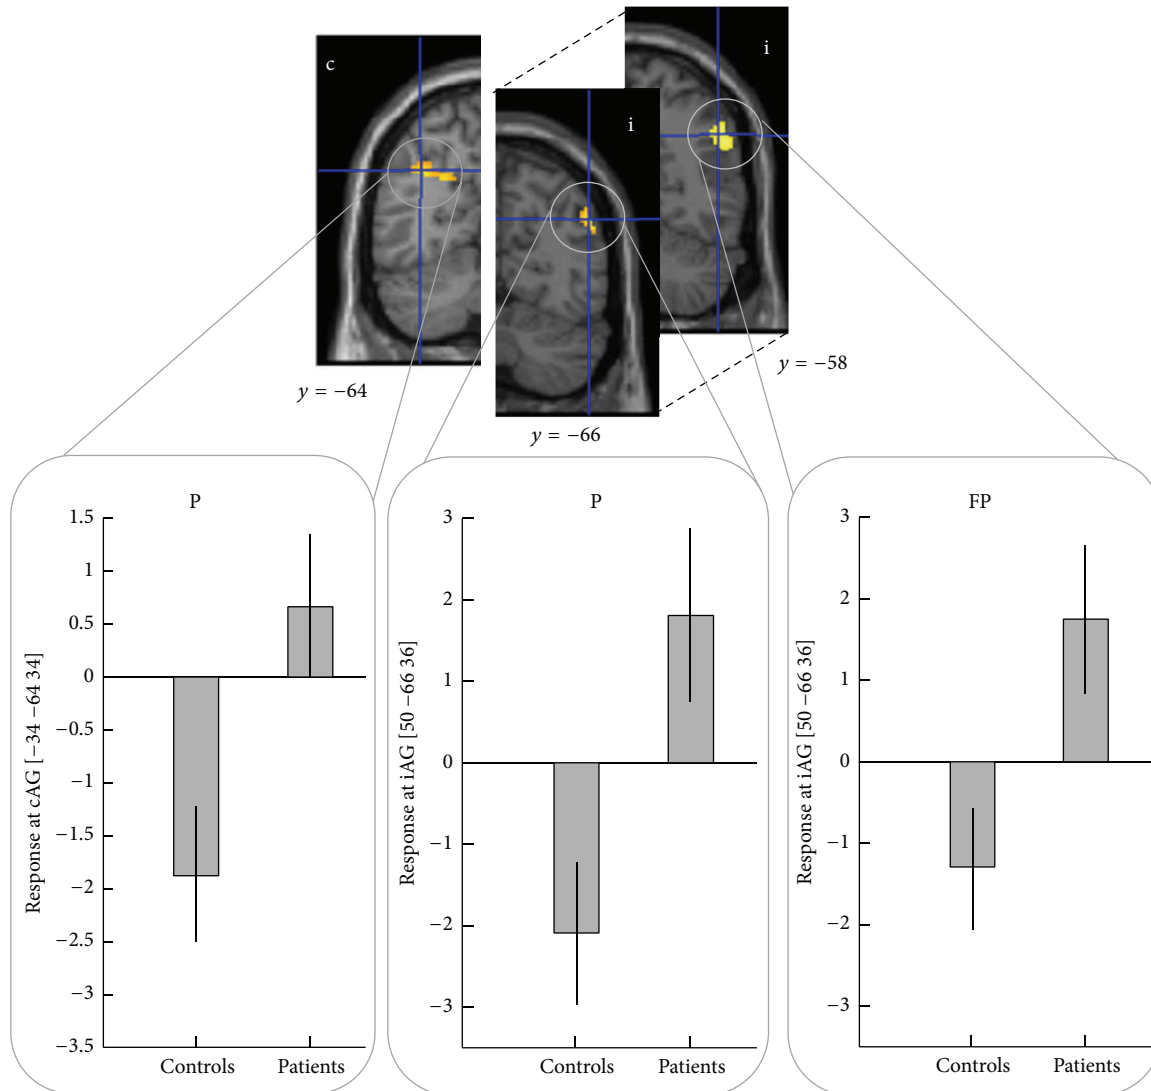 c
i
i
y = −64
y = −66
y = −58
P
1.5
1
0.5
0
−0.5
−1
−1.5
−2
−2.5
−3
−3.5
Response at cAG [−34 −64 34]
Controls
Patients
P
3
2
1
0
−1
−2
−3
Response at iAG [50 −66 36]
Controls
Patients
FP
3
2
1
0
−1
−2
−3
Response at iAG [50 −66 36]
Controls
Patients